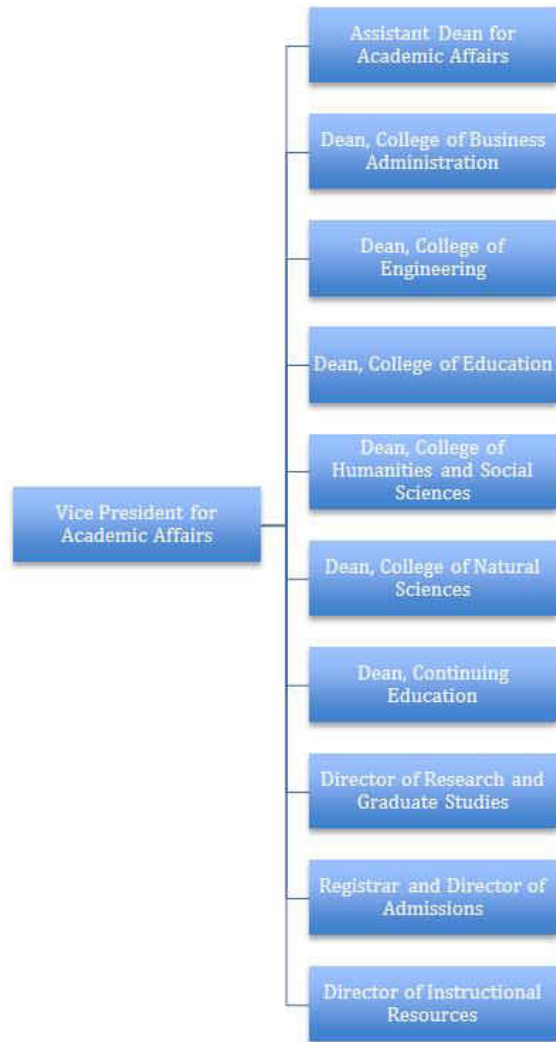 Assistant Dean for
Academic Affairs
Dean, College of Business
Administration
Dean, College of
Engineering
Dean, College of Education
Dean, College of
Humanities and Social
Sciences
Vice President for
Academic Affairs
Dean, College of Natural
Sciences
Dean, Continuing
Education
Director of Research and
Graduate Studies
Registrar and Director of
Admissions
Director of Instructional
Resources